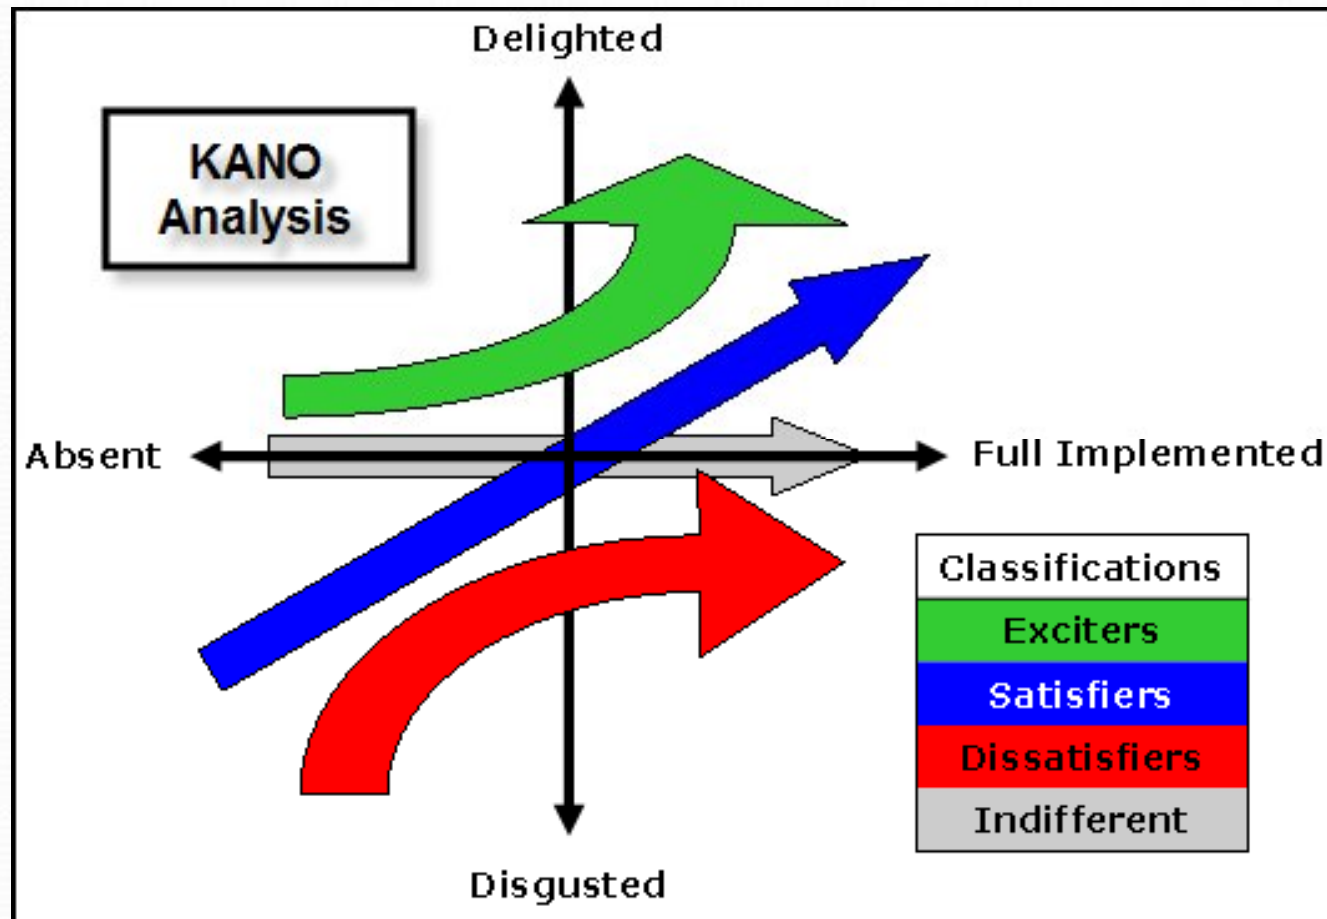 Delighted
KANO
Analysis
Absent
Full Implemented
Classifications
Exciters
Satisfiers
Dissatisfiers
Indifferent
Disgusted